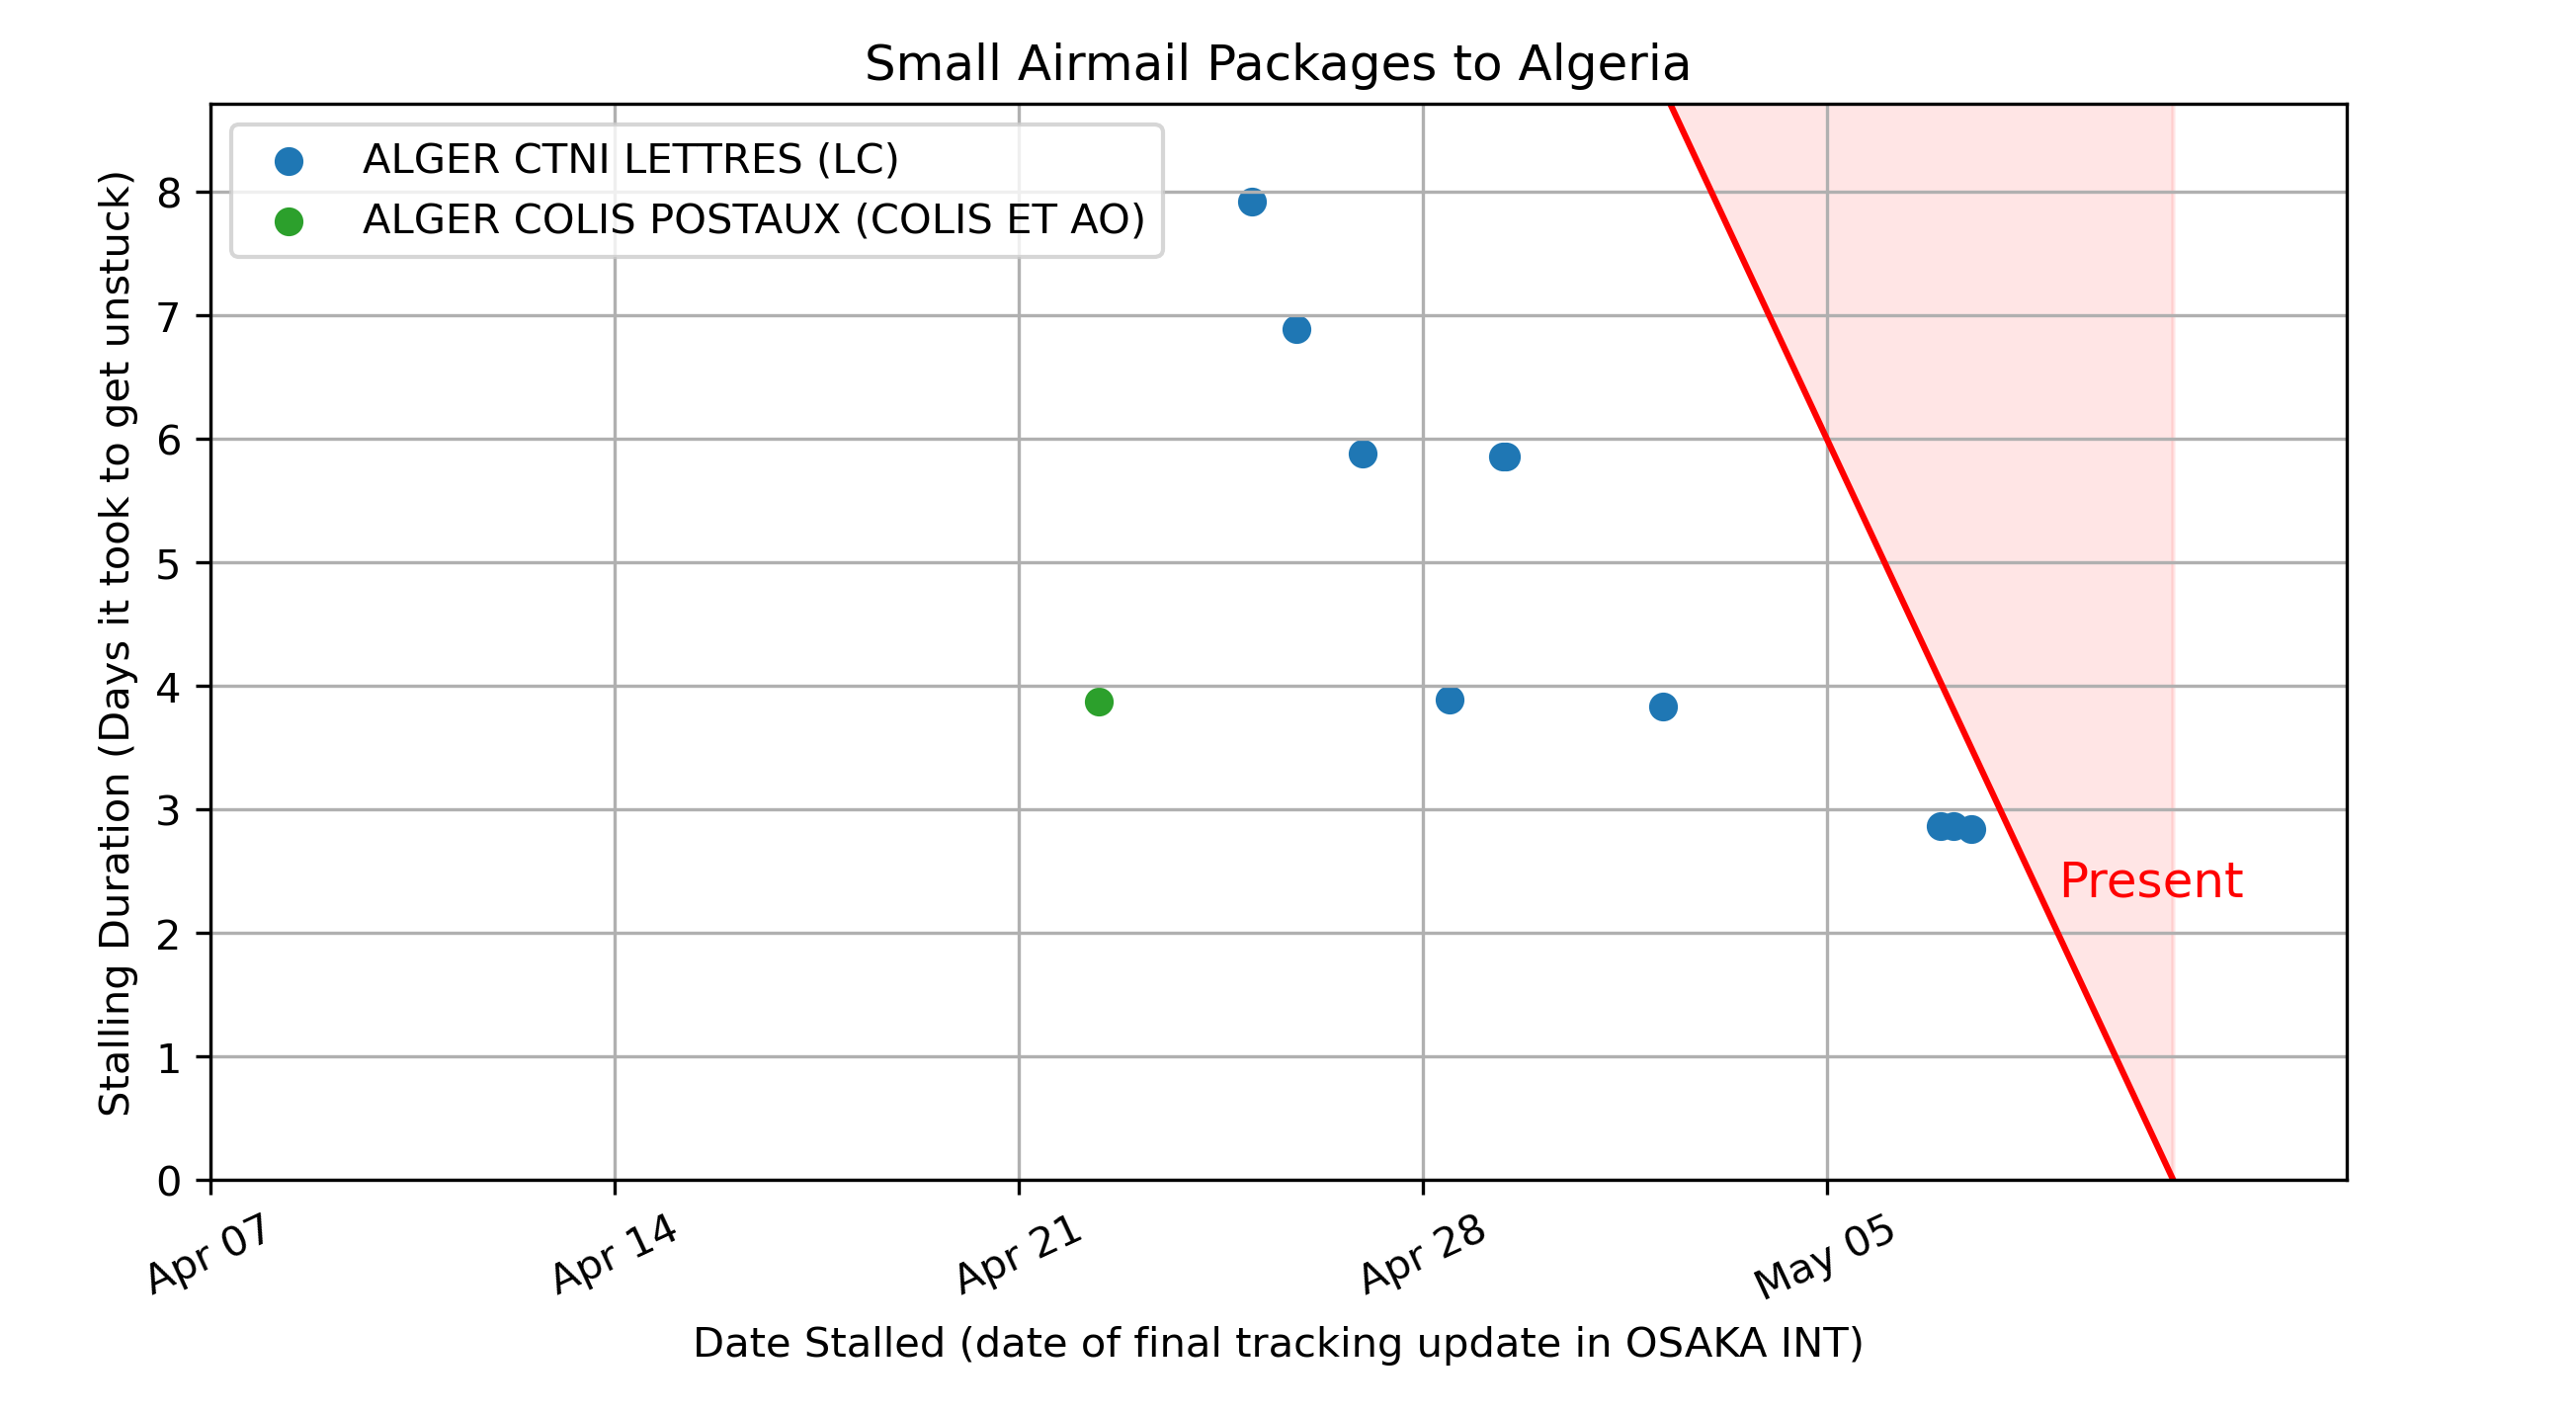 Small Airmail Packages to Algeria
ALGER CTNI LETTRES (LC)
ALGER COLIS POSTAUX (COLIS ET AO)
Stalling Duration (Days it took to get unstuck)
8
7
6
5
4
3
2
1
0
Present
Apr 07
Apr 14
Apr 21
Apr 28
May 05
Date Stalled (date of final tracking update in OSAKA INT)